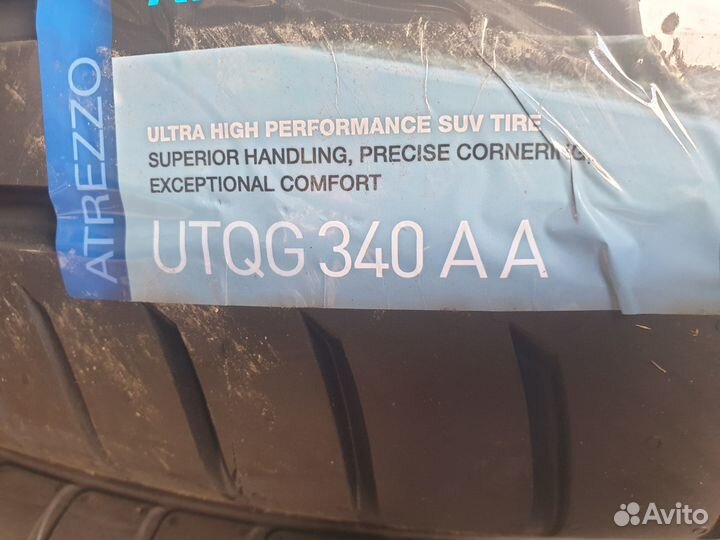 ATREZZO
ULTRA HIGH PERFORMANCE SUV TIRE
SUPERIOR HANDLING, PRECISE CORNERING,
EXCEPTIONAL COMFORT
UTQG 340 A A
Avito